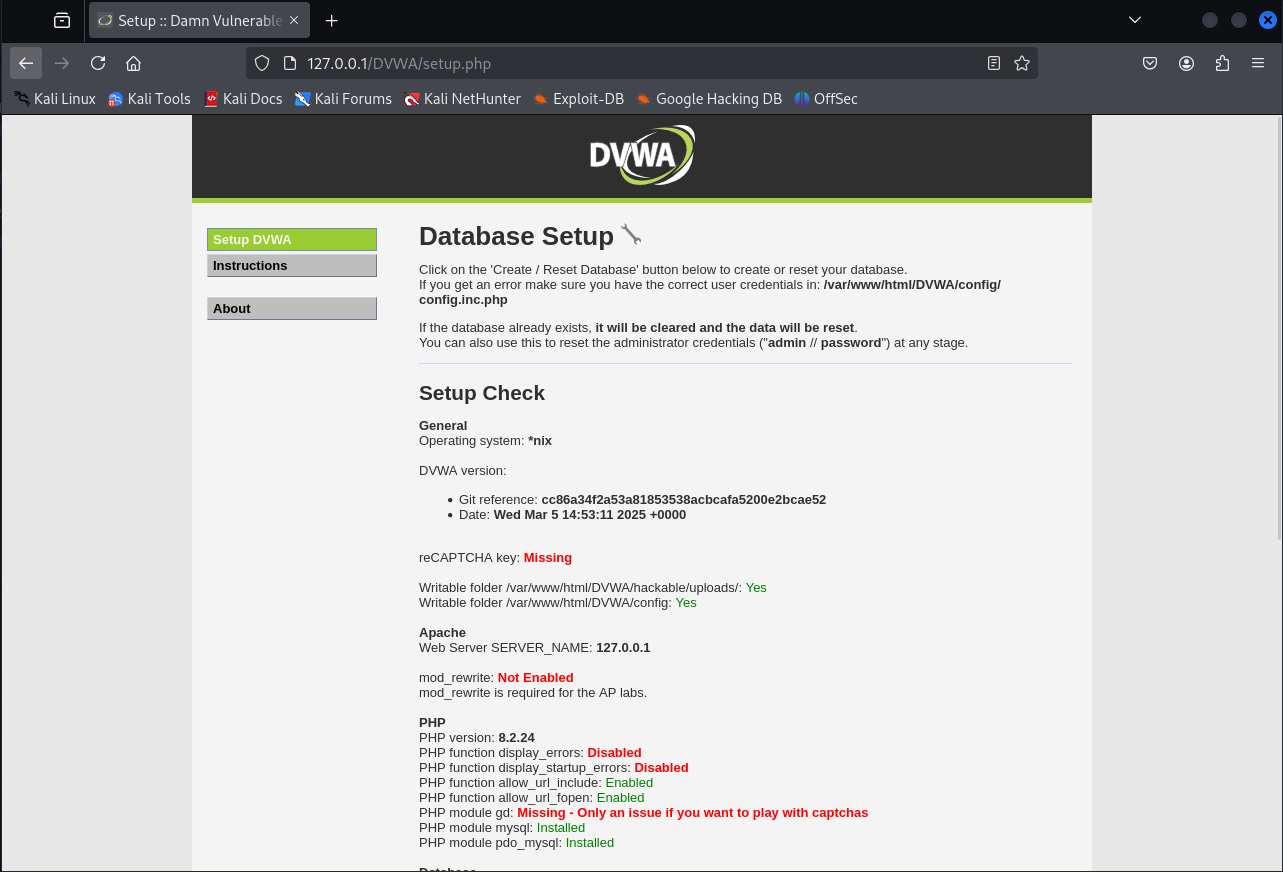 Setup :: Damn Vulnerable
127.0.0.1/DVWA/setup.php
Kali Linux Kali Tools Kali Docs Kali Forums Kali NetHunter Exploit-DB Google Hacking DB OffSec
DVWA
Setup DVWA
Instructions
About
Database Setup
Click on the 'Create / Reset Database' button below to create or reset your database.
If you get an error make sure you have the correct user credentials in: /var/www/html/DVWA/config/
config.inc.php
If the database already exists, it will be cleared and the data will be reset.
You can also use this to reset the administrator credentials ("admin // password") at any stage.
Setup Check
General
Operating system: *nix
DVWA version:
• Git reference: cc86a34f2a53a81853538acbcafa5200e2bcae52
• Date: Wed Mar 5 14:53:11 2025 +0000
reCAPTCHA key: Missing
Writable folder /var/www/html/DVWA/hackable/uploads/: Yes
Writable folder /var/www/html/DVWA/config: Yes
Apache
Web Server SERVER_NAME: 127.0.0.1
mod_rewrite: Not Enabled
mod_rewrite is required for the AP labs.
PHP
PHP version: 8.2.24
PHP function display_errors: Disabled
PHP function display_startup_errors: Disabled
PHP function allow_url_include: Enabled
PHP function allow_url_fopen: Enabled
PHP module gd: Missing - Only an issue if you want to play with captchas
PHP module mysql: Installed
PHP module pdo_mysql: Installed
Database